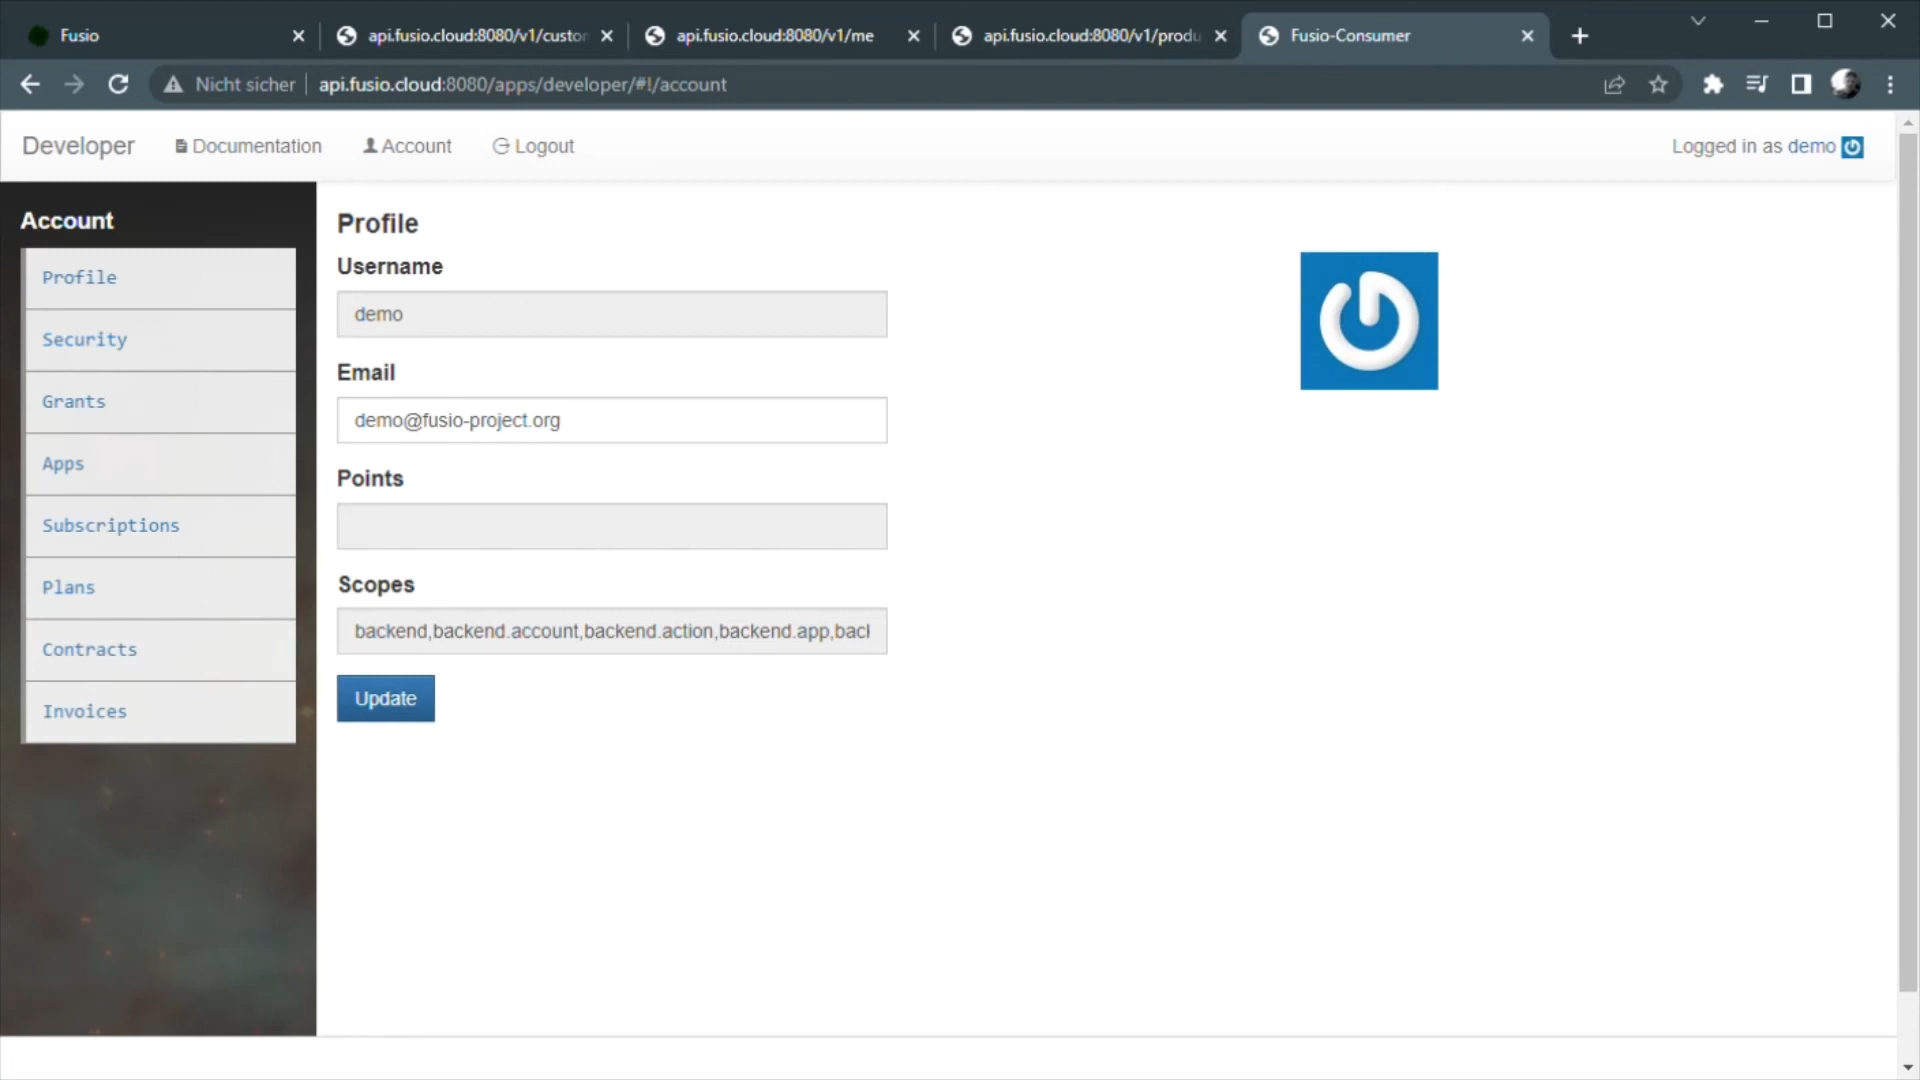 Fusio
api.fusio.cloud:8080/v1/custor
api.fusio.cloud:8080/v1/me
api.fusio.cloud:8080/v1/produ
Fusio-Consumer
Nicht sicher
api.fusio.cloud:8080/apps/developer/#!/account
Developer
Documentation
Account
Logout
Logged in as demo
Account
Profile
Security
Grants
Apps
Subscriptions
Plans
Contracts
Invoices
Profile
Username
demo
Email
demo@fusio-project.org
Points
Scopes
backend,backend.account,backend.action,backend.app,bac
Update